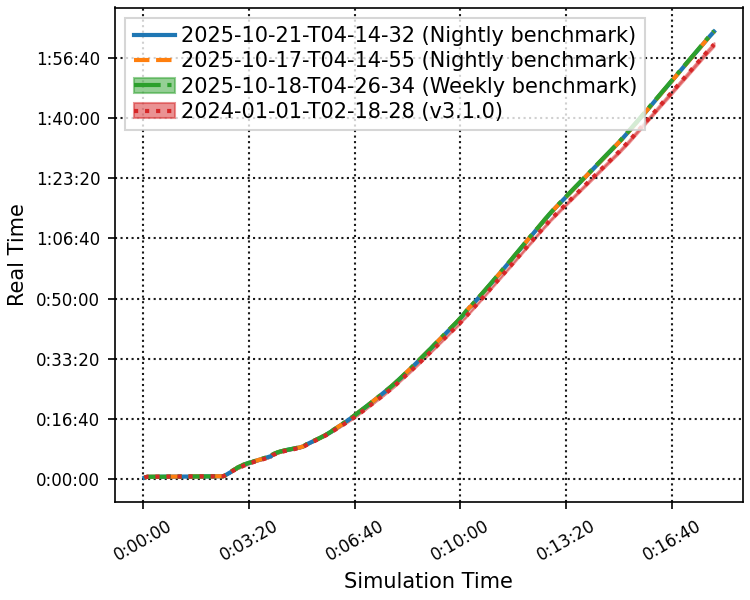 2025-10-21-T04-14-32 (Nightly benchmark)
2025-10-17-T04-14-55 (Nightly benchmark)
2025-10-18-T04-26-34 (Weekly benchmark)
2024-01-01-T02-18-28 (v3.1.0)
Real Time
1:56:40
1:40:00
1:23:20
1:06:40
0:50:00
0:33:20
0:16:40
0:00:00
0:00:00
0:03:20
0:06:40
0:10:00
0:13:20
0:16:40
Simulation Time